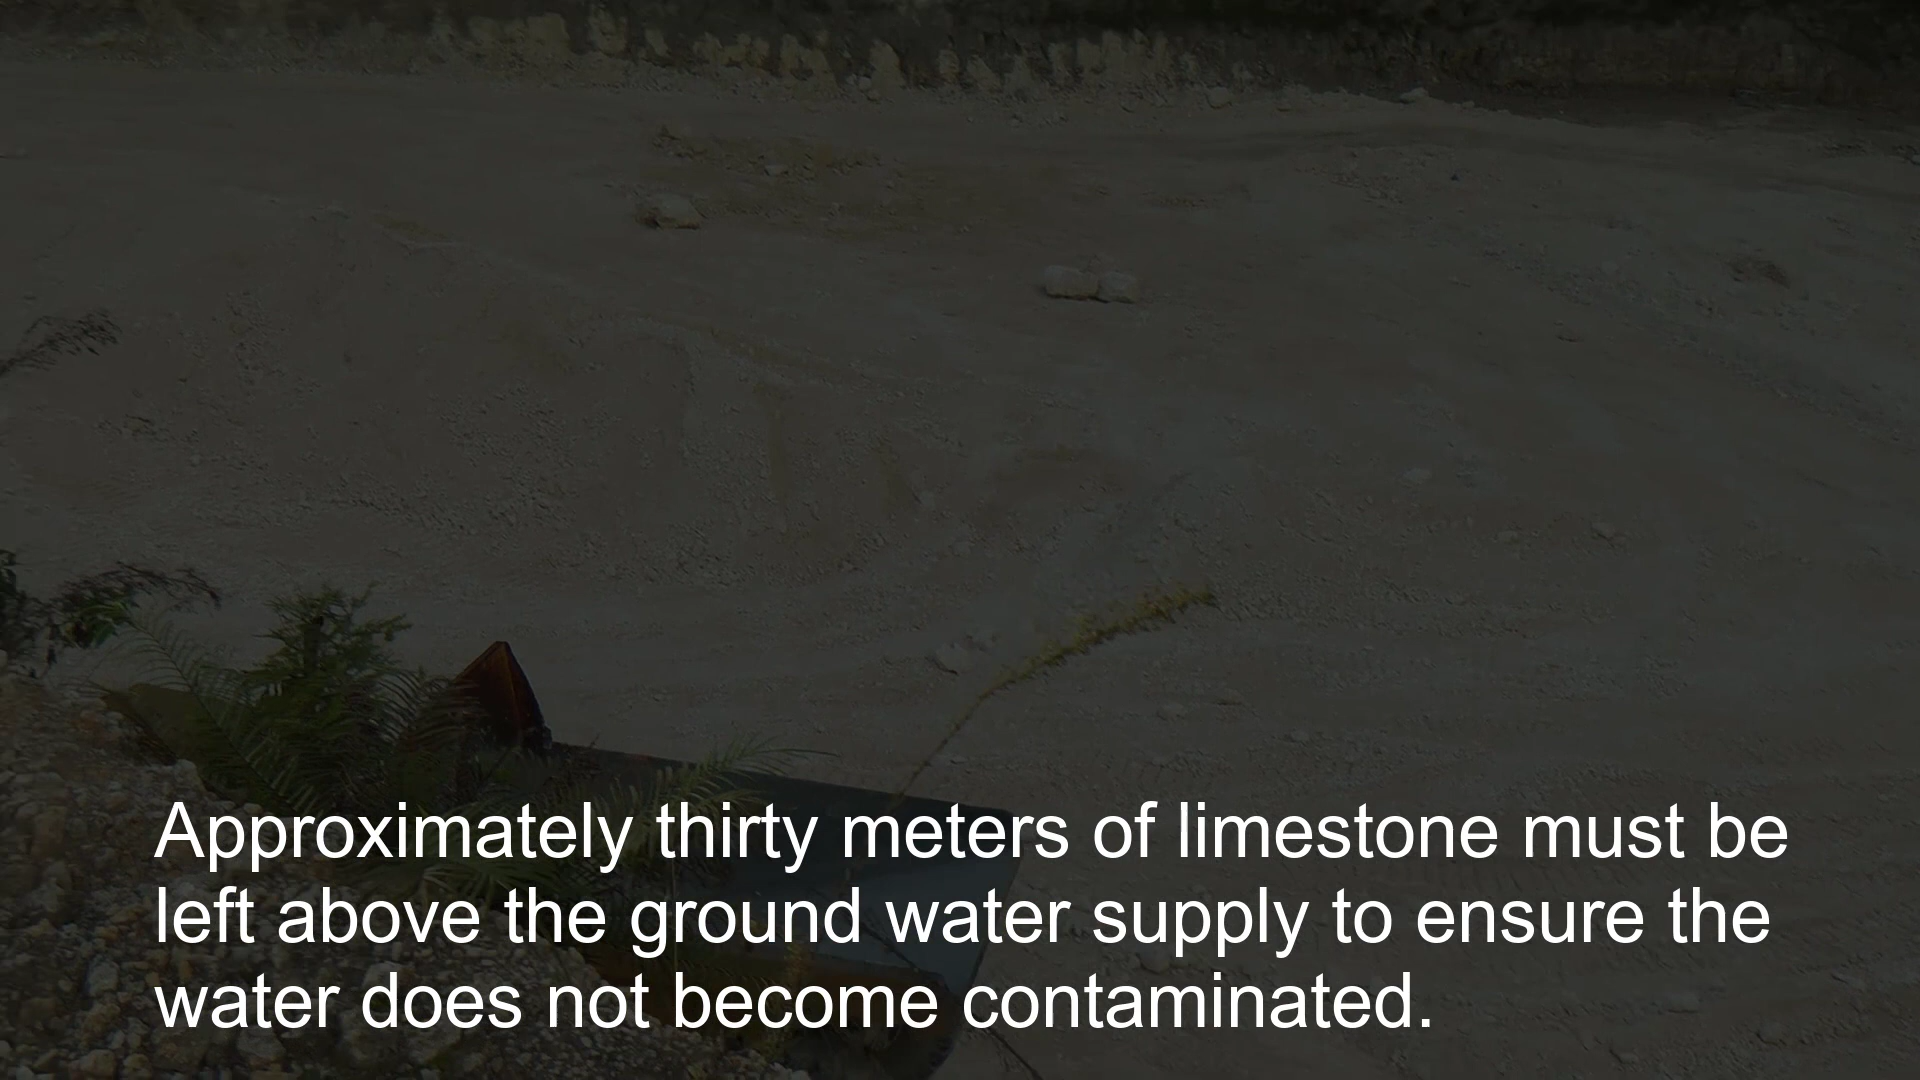 Approximately thirty meters of limestone must be
left above the ground water supply to ensure the
water does not become contaminated.